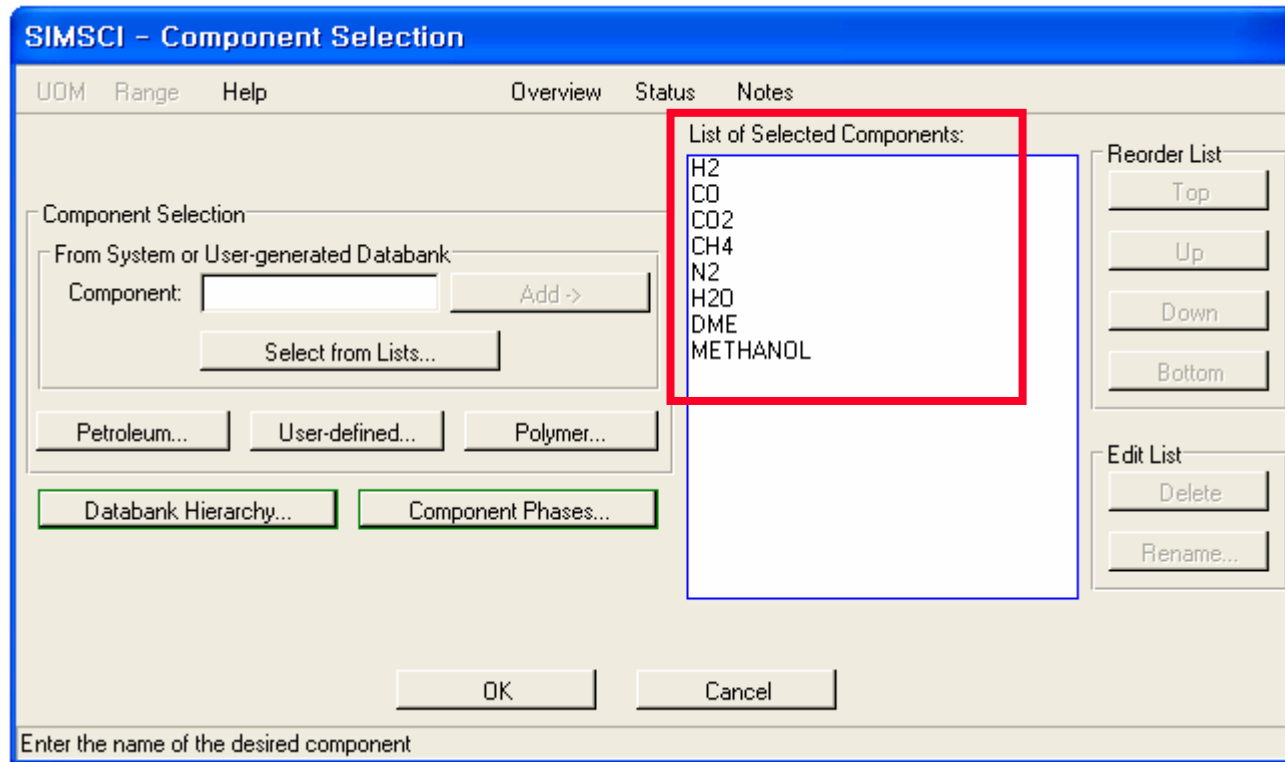 SIMSCI - Component Selection
UOM Range Help Overview Status Notes
List of Selected Components:
H2
CO
CO2
CH4
N2
H2O
DME
METHANOL
Component Selection
From System or User-generated Databank
Component: Add ->
Select from Lists...
Petroleum... User-defined... Polymer...
Databank Hierarchy... Component Phases...
Reorder List
Top
Up
Down
Bottom
Edit List
Delete
Rename...
OK Cancel
Enter the name of the desired component